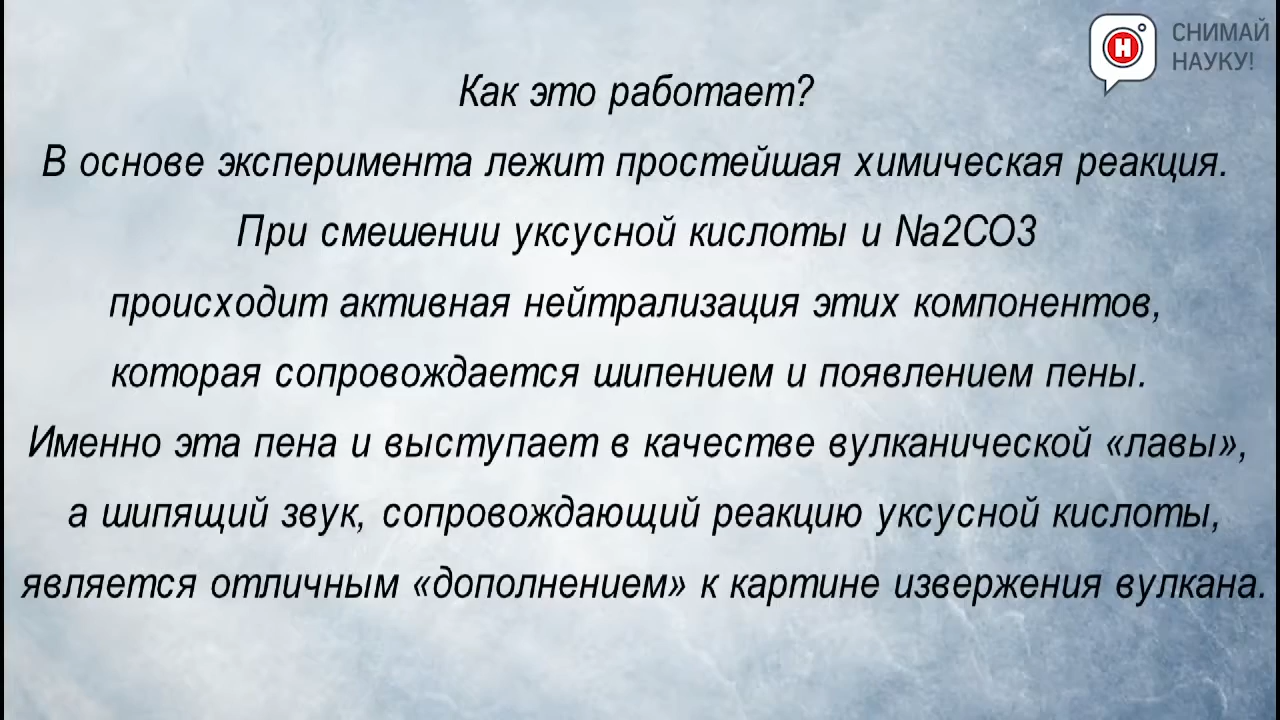 СНИМАЙ
НАУКУ!
Н
Как это работает?
В основе эксперимента лежит простейшая химическая реакция.
При смешении уксусной кислоты и Na2CO3
происходит активная нейтрализация этих компонентов,
которая сопровождается шипением и появлением пены.
Именно эта пена и выступает в качестве вулканической «лавы»,
а шипящий звук, сопровождающий реакцию уксусной кислоты,
является отличным «дополнением» к картине извержения вулкана.